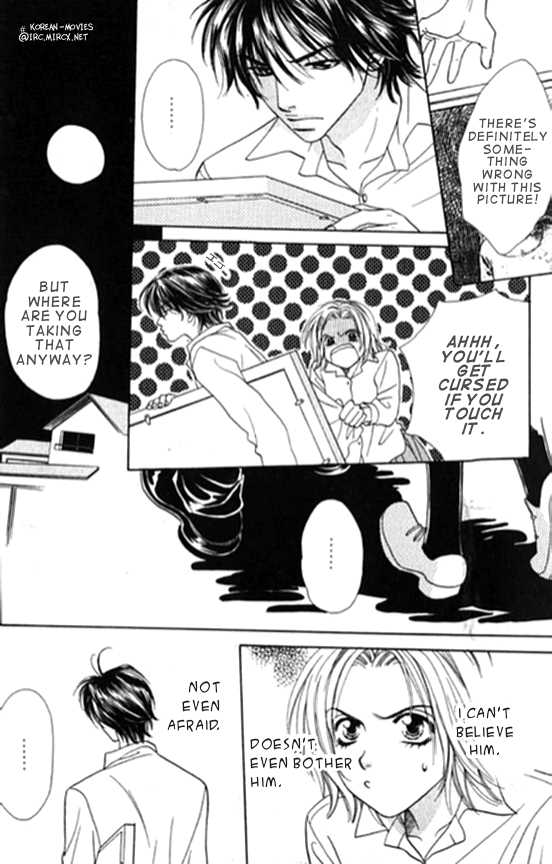 # KOREAN-MOVIES
@IRC.MIRCX.NET
THERE'S
DEFINITELY
SOME-
THING
WRONG
WITH THIS
PICTURE!
......
AHHH,
YOU'LL
GET
CURSED
IF YOU
TOUCH
IT.
BUT
WHERE
ARE YOU
TAKING
THAT
ANYWAY?
......
I CAN'T
BELIEVE
HIM.
DOESN'T
EVEN BOTHER
HIM.
NOT
EVEN
AFRAID.
......